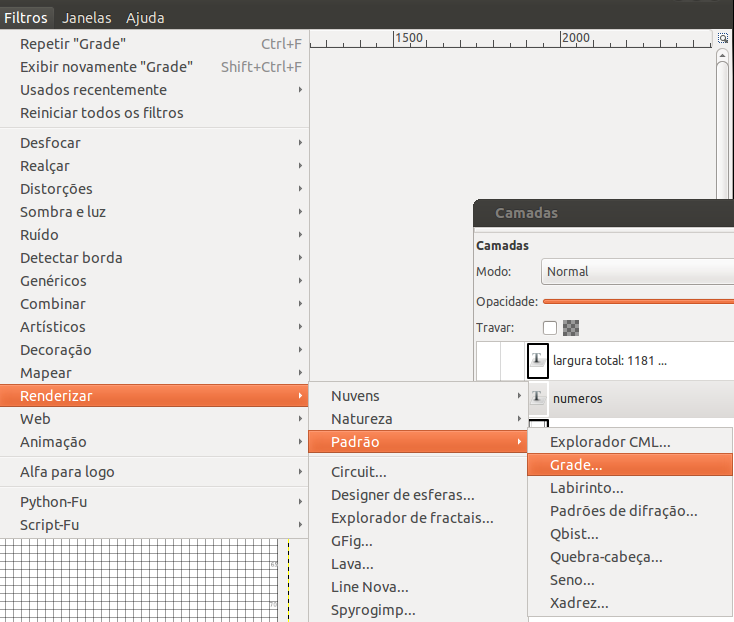 Filtros Janelas Ajuda
Repetir "Grade" Ctrl+F
Exibir novamente "Grade" Shift+Ctrl+F
Usados recentemente
Reiniciar todos os filtros
Desfocar
Realçar
Distorções
Sombra e luz
Ruído
Detectar borda
Genéricos
Combinar
Artísticos
Decoração
Mapear
Renderizar
Web
Animação
Alfa para logo
Python-Fu
Script-Fu
1500 2000
Camadas
Camadas
Modo: Normal
Opacidade:
Travar:
T largura total: 1181 ...
T numeros
Nuvens
Natureza
Padrão
Circuit...
Designer de esferas...
Explorador de fractais...
GFig...
Lava...
Line Nova...
Spyrogimp...
Explorador CML...
Grade...
Labirinto...
Padrões de difração...
Qbist...
Quebra-cabeça...
Seno...
Xadrez...
65
70